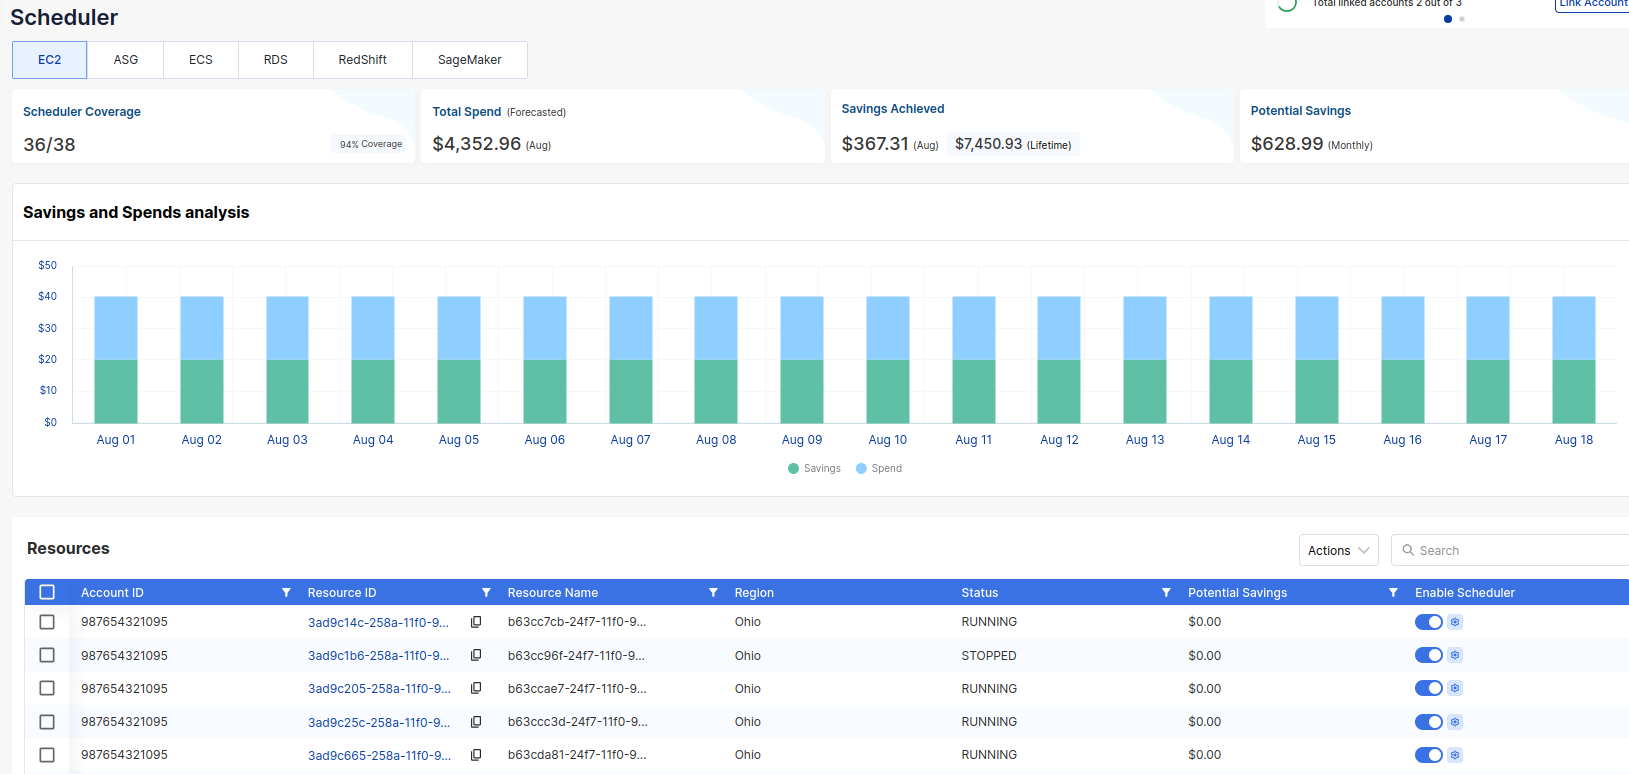 Total linked accounts 2 out of 3
Link Account
Scheduler
EC2 ASG ECS RDS RedShift SageMaker
Scheduler Coverage
36/38 94% Coverage
Total Spend (Forecasted)
$4,352.96 (Aug)
Savings Achieved
$367.31 (Aug) $7,450.93 (Lifetime)
Potential Savings
$628.99 (Monthly)
Savings and Spends analysis
$50
$40
$30
$20
$10
$0
Aug 01 Aug 02 Aug 03 Aug 04 Aug 05 Aug 06 Aug 07 Aug 08 Aug 09 Aug 10 Aug 11 Aug 12 Aug 13 Aug 14 Aug 15 Aug 16 Aug 17 Aug 18
Savings Spend
Resources
Actions Search
Account ID Resource ID Resource Name Region Status Potential Savings Enable Scheduler
987654321095 3ad9c14c-258a-11f0-9... b63cc7cb-24f7-11f0-9... Ohio RUNNING $0.00
987654321095 3ad9c1b6-258a-11f0-9... b63cc96f-24f7-11f0-9... Ohio STOPPED $0.00
987654321095 3ad9c205-258a-11f0-9... b63ccae7-24f7-11f0-9... Ohio RUNNING $0.00
987654321095 3ad9c25c-258a-11f0-9... b63ccc3d-24f7-11f0-9... Ohio RUNNING $0.00
987654321095 3ad9c665-258a-11f0-9... b63cda81-24f7-11f0-9... Ohio RUNNING $0.00